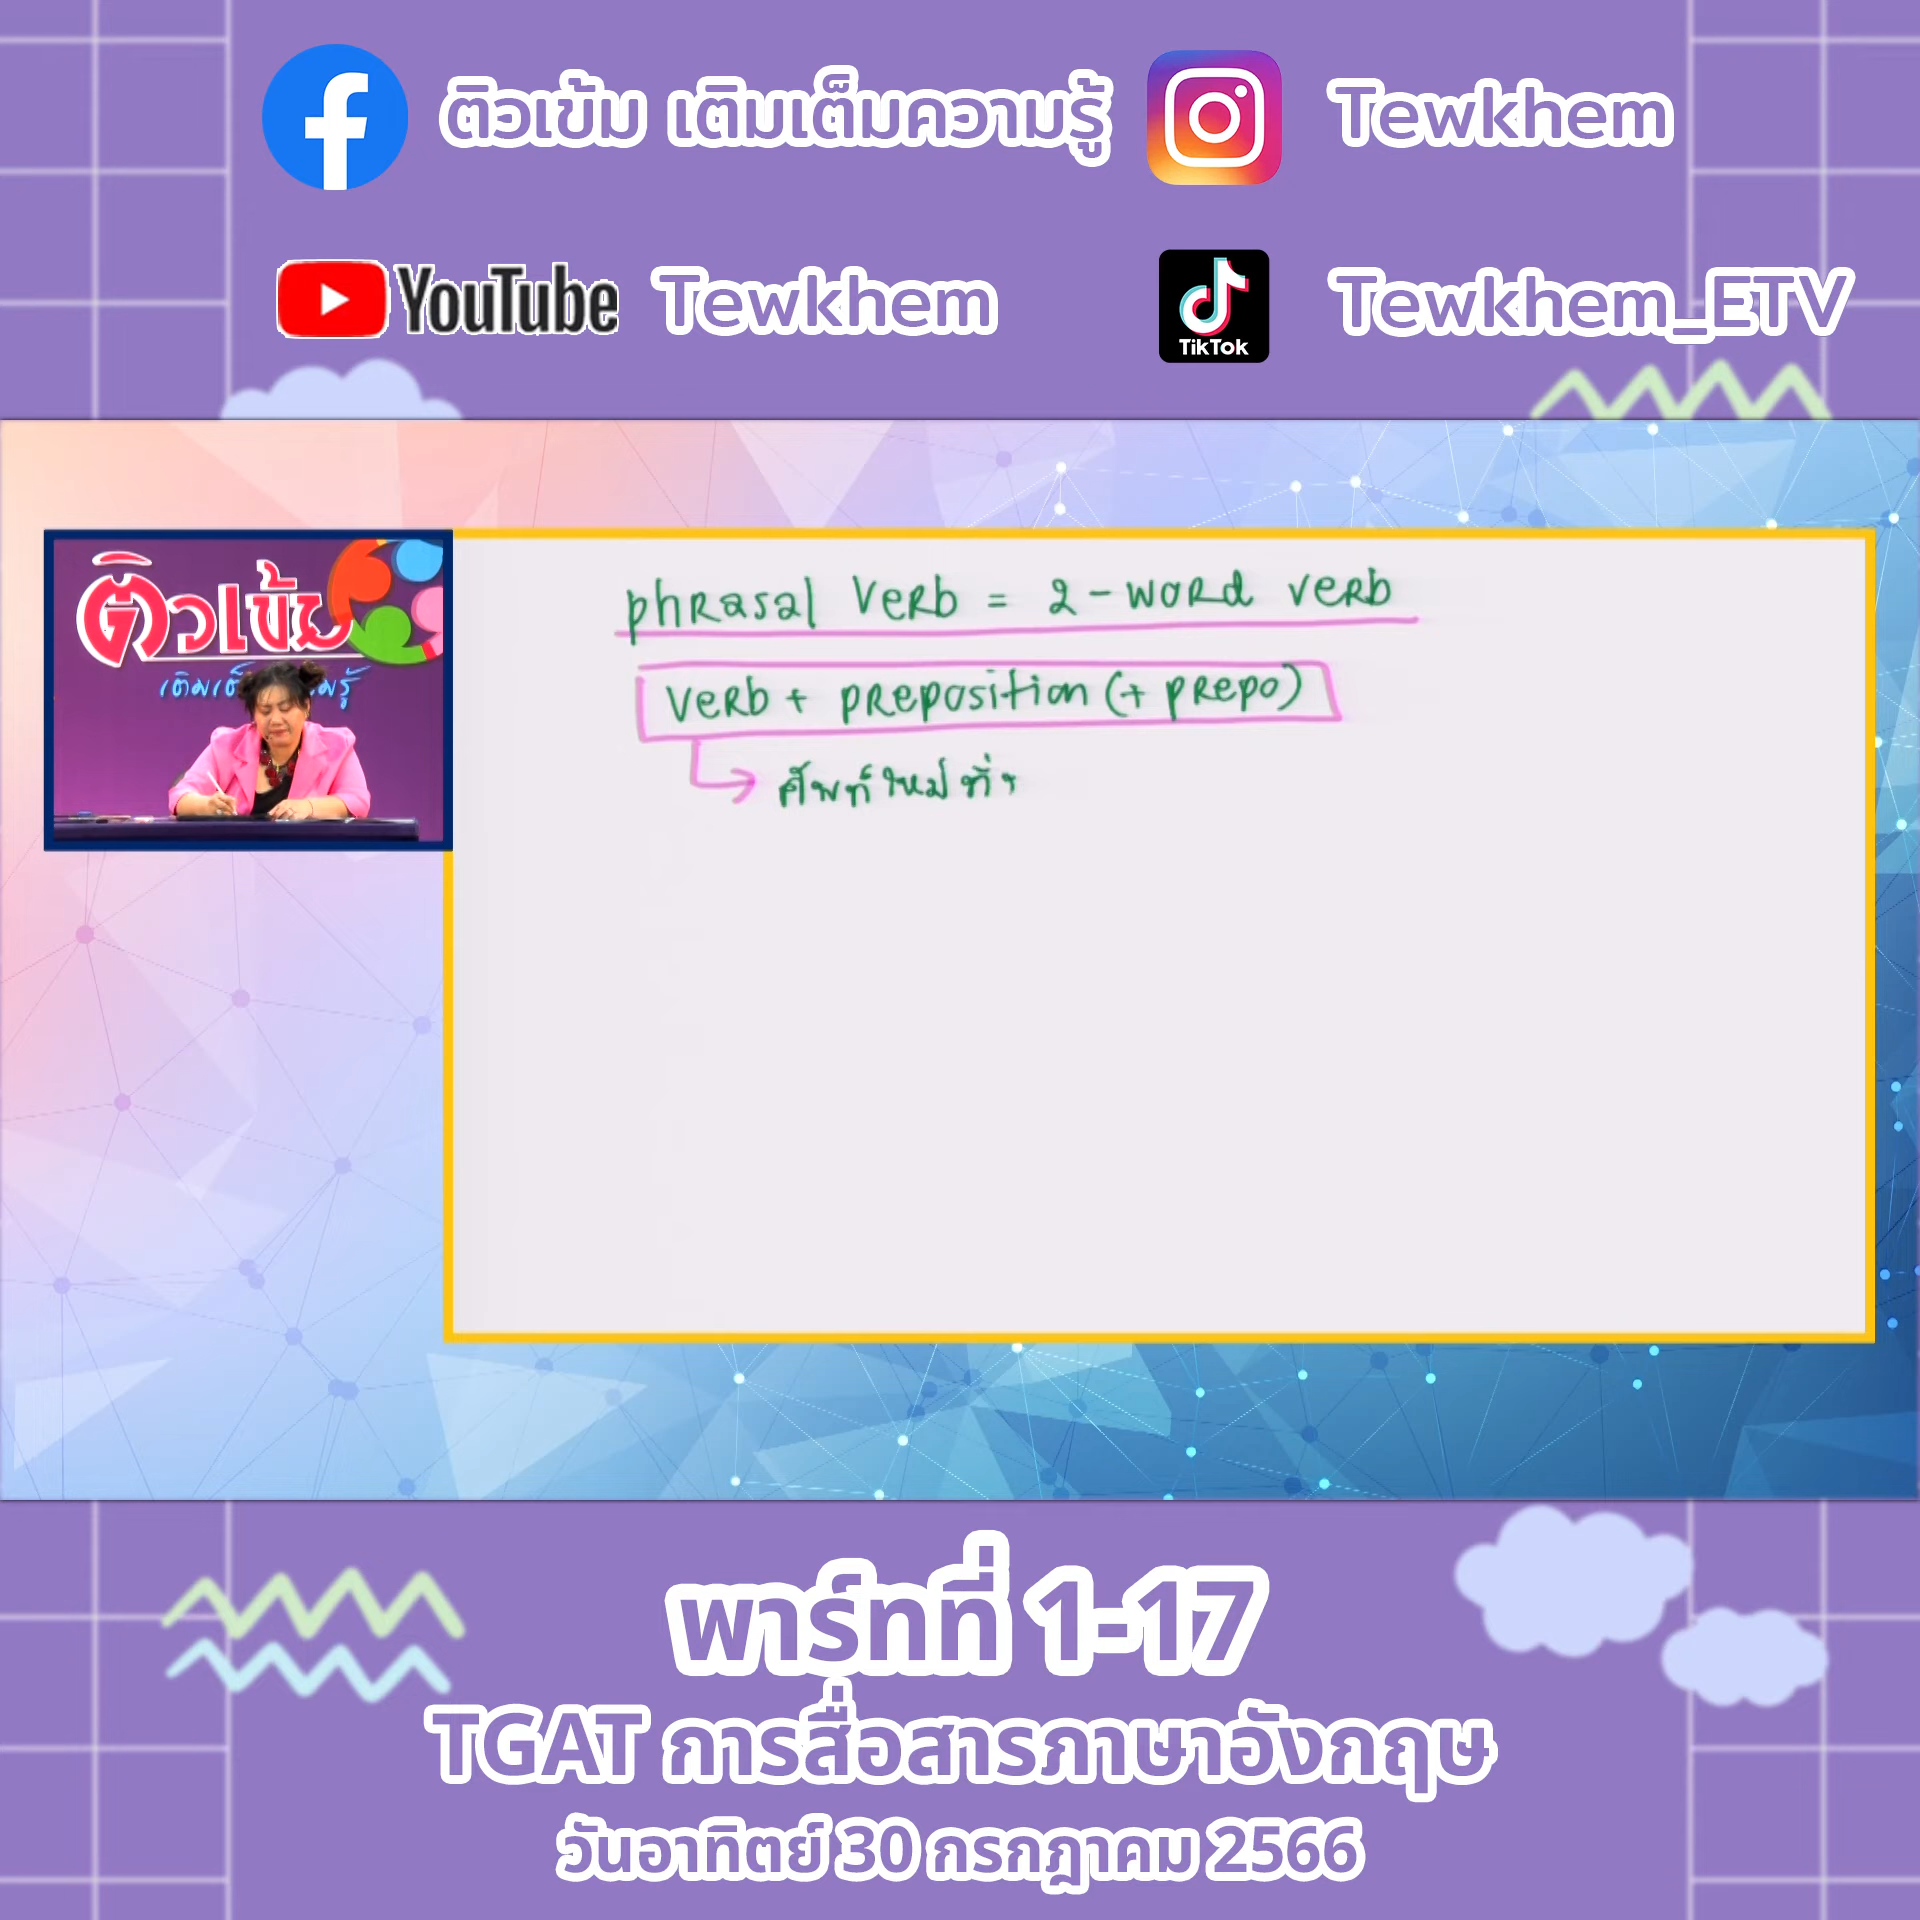 ติวเข้ม เติมเต็มความรู้
Tewkhem
YouTube Tewkhem
TikTok
Tewkhem_ETV
ติวเข้ม
phrasal verb = 2-word verb
verb + preposition (+ prepo)
ศัพท์ใหม่ที่
พาร์ทที่ 1-17
TGAT การสื่อสารภาษาอังกฤษ
วันอาทิตย์ 30 กรกฎาคม 2566